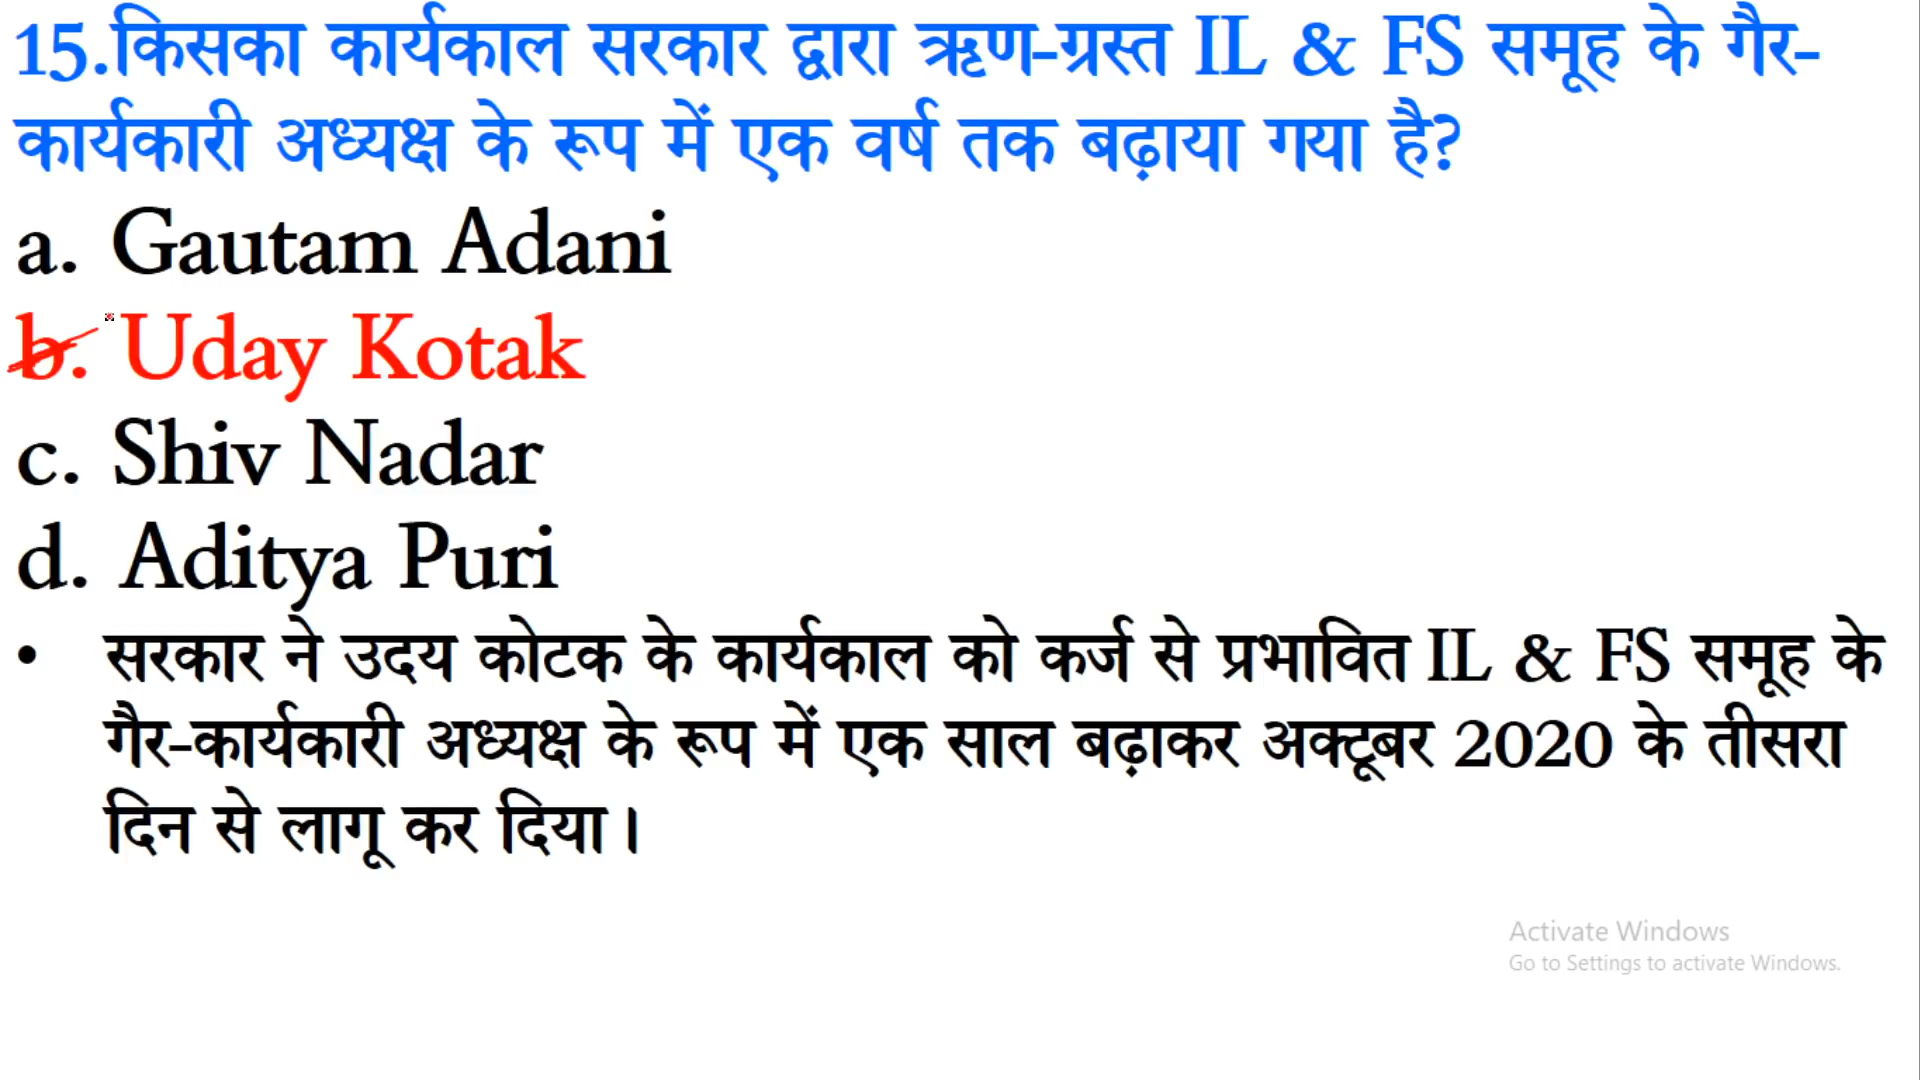 15.किसका कार्यकाल सरकार द्वारा ऋण-ग्रस्त IL & FS समूह के गैर-
कार्यकारी अध्यक्ष के रूप में एक वर्ष तक बढ़ाया गया है?
a. Gautam Adani
b. Uday Kotak
c. Shiv Nadar
d. Aditya Puri
• सरकार ने उदय कोटक के कार्यकाल को कर्ज से प्रभावित IL & FS समूह के
गैर-कार्यकारी अध्यक्ष के रूप में एक साल बढ़ाकर अक्टूबर 2020 के तीसरा
दिन से लागू कर दिया।
Activate Windows
Go to Settings to activate Windows.